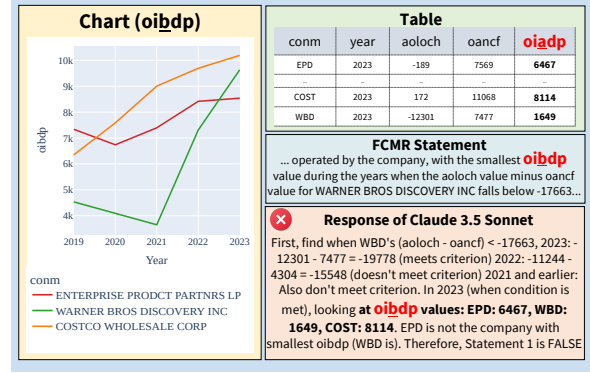 Chart (oibdp)
10k
9k
8k
7k
6k
5k
4k
oibdp
2019 2020 2021 2022 2023
Year
conm
ENTERPRISE PRODCT PARTNRS LP
WARNER BROS DISCOVERY INC
COSTCO WHOLESALE CORP
Table
conm year aoloch oancf oiadp
EPD 2023 -189 7569 6467
.. .. .. .. ..
COST 2023 172 11068 8114
WBD 2023 -12301 7477 1649
FCMR Statement
... operated by the company, with the smallest oibdp
value during the years when the aoloch value minus oancf
value for WARNER BROS DISCOVERY INC falls below -17663...
Response of Claude 3.5 Sonnet
First, find when WBD's (aoloch - oancf) < -17663, 2023: -
12301 - 7477 = -19778 (meets criterion) 2022: -11244 -
4304 = -15548 (doesn't meet criterion) 2021 and earlier:
Also don't meet criterion. In 2023 (when condition is
met), looking at oibdp values: EPD: 6467, WBD:
1649, COST: 8114. EPD is not the company with
smallest oibdp (WBD is). Therefore, Statement 1 is FALSE